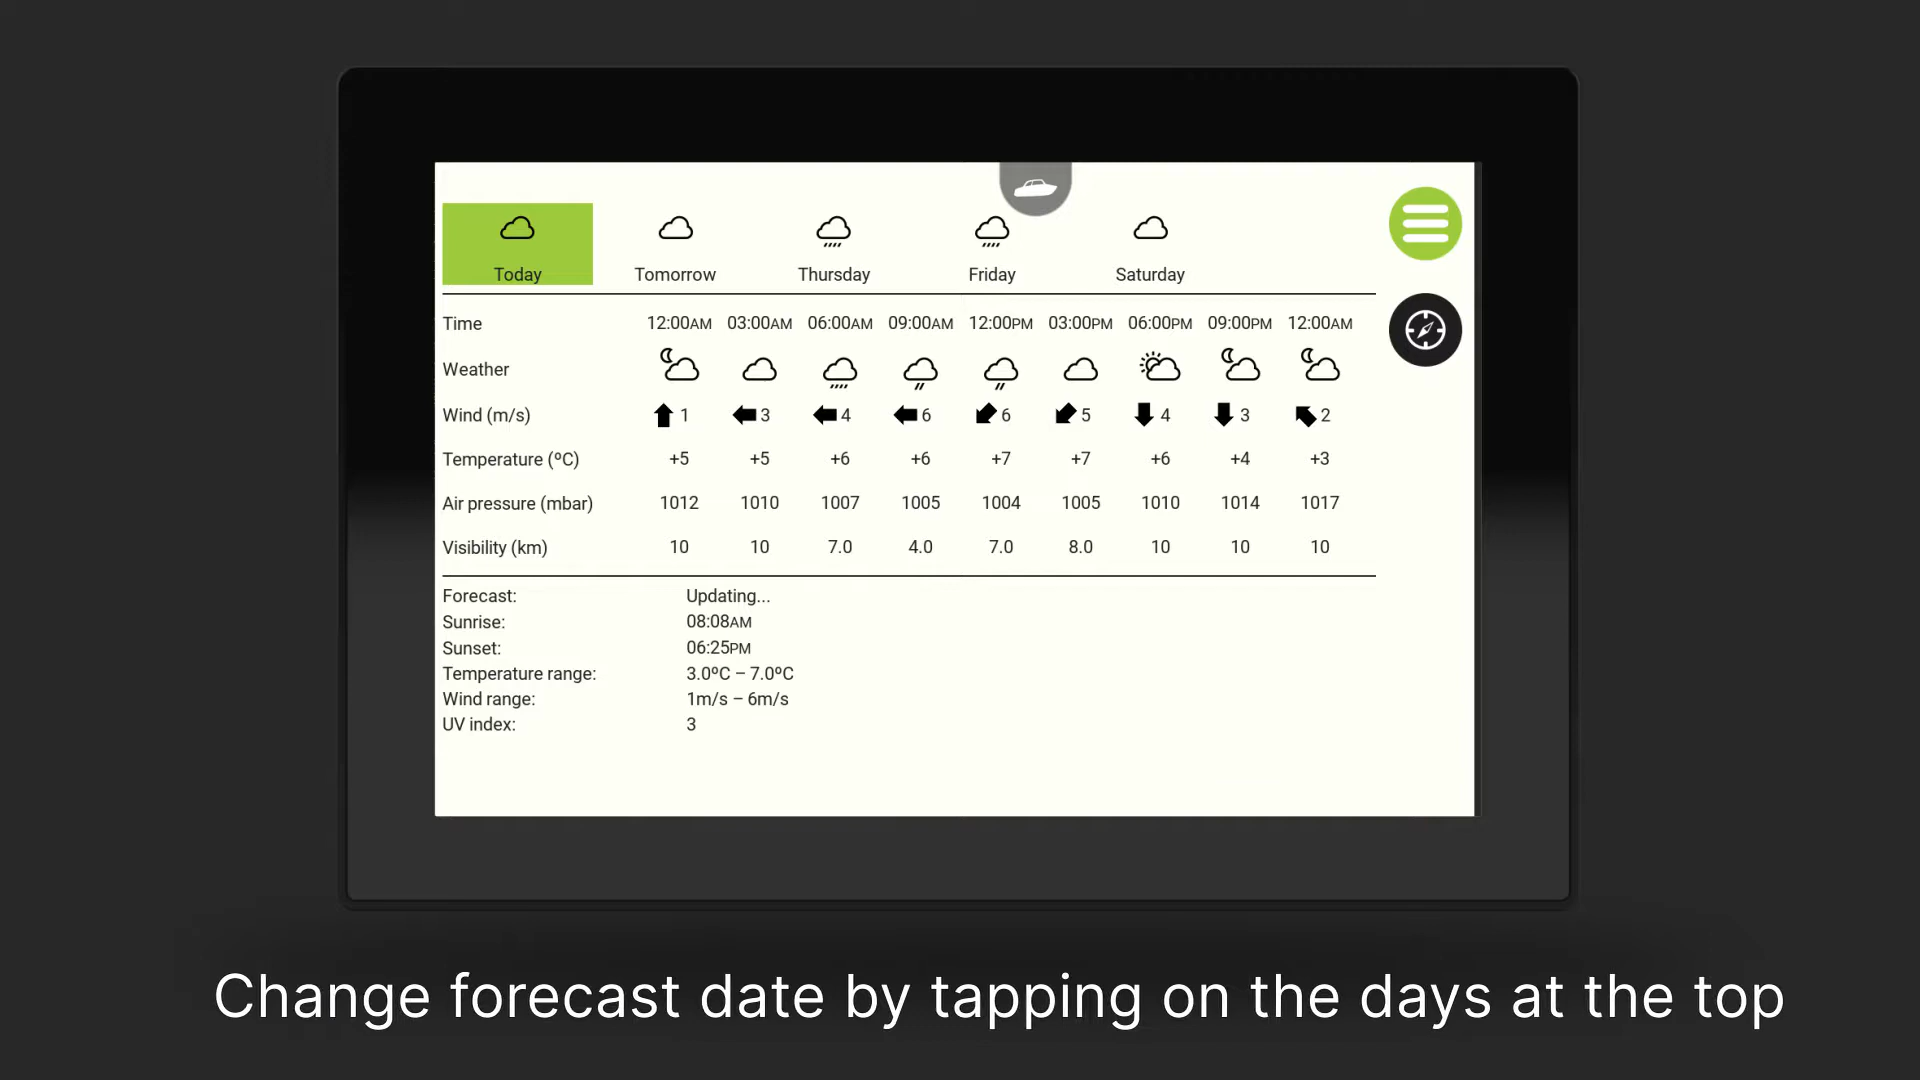 Today Tomorrow Thursday Friday Saturday
Time 12:00AM 03:00AM 06:00AM 09:00AM 12:00PM 03:00PM 06:00PM 09:00PM 12:00AM
Weather
Wind (m/s) 1 3 4 6 6 5 4 3 2
Temperature (ºC) +5 +5 +6 +6 +7 +7 +6 +4 +3
Air pressure (mbar) 1012 1010 1007 1005 1004 1005 1010 1014 1017
Visibility (km) 10 10 7.0 4.0 7.0 8.0 10 10 10
Forecast: Updating...
Sunrise: 08:08AM
Sunset: 06:25PM
Temperature range: 3.0ºC – 7.0ºC
Wind range: 1m/s – 6m/s
UV index: 3
Change forecast date by tapping on the days at the top